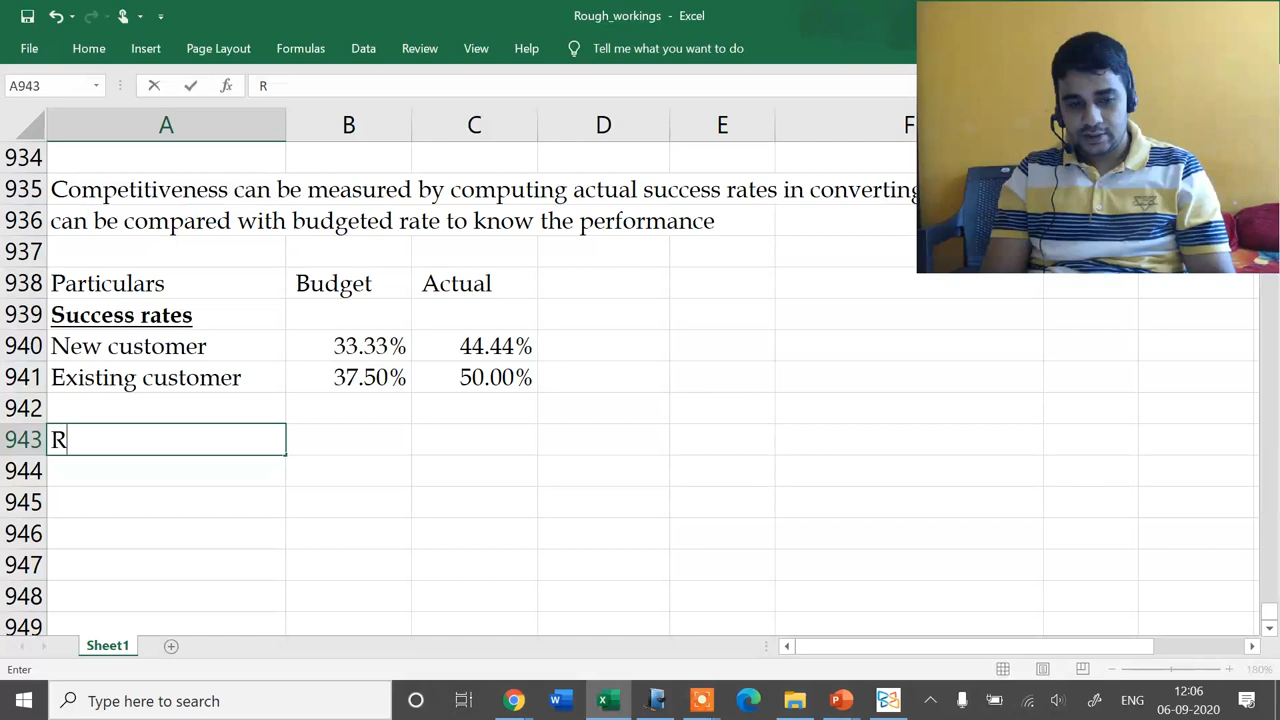 Rough_workings - Excel
File Home Insert Page Layout Formulas Data Review View Help Tell me what you want to do
A943 fx R
A B C D E F
934
935 Competitiveness can be measured by computing actual success rates in converting
936 can be compared with budgeted rate to know the performance
937
938 Particulars Budget Actual
939 Success rates
940 New customer 33.33% 44.44%
941 Existing customer 37.50% 50.00%
942
943 R
944
945
946
947
948
949
Sheet1
Enter 180%
Type here to search ENG 12:06
06-09-2020